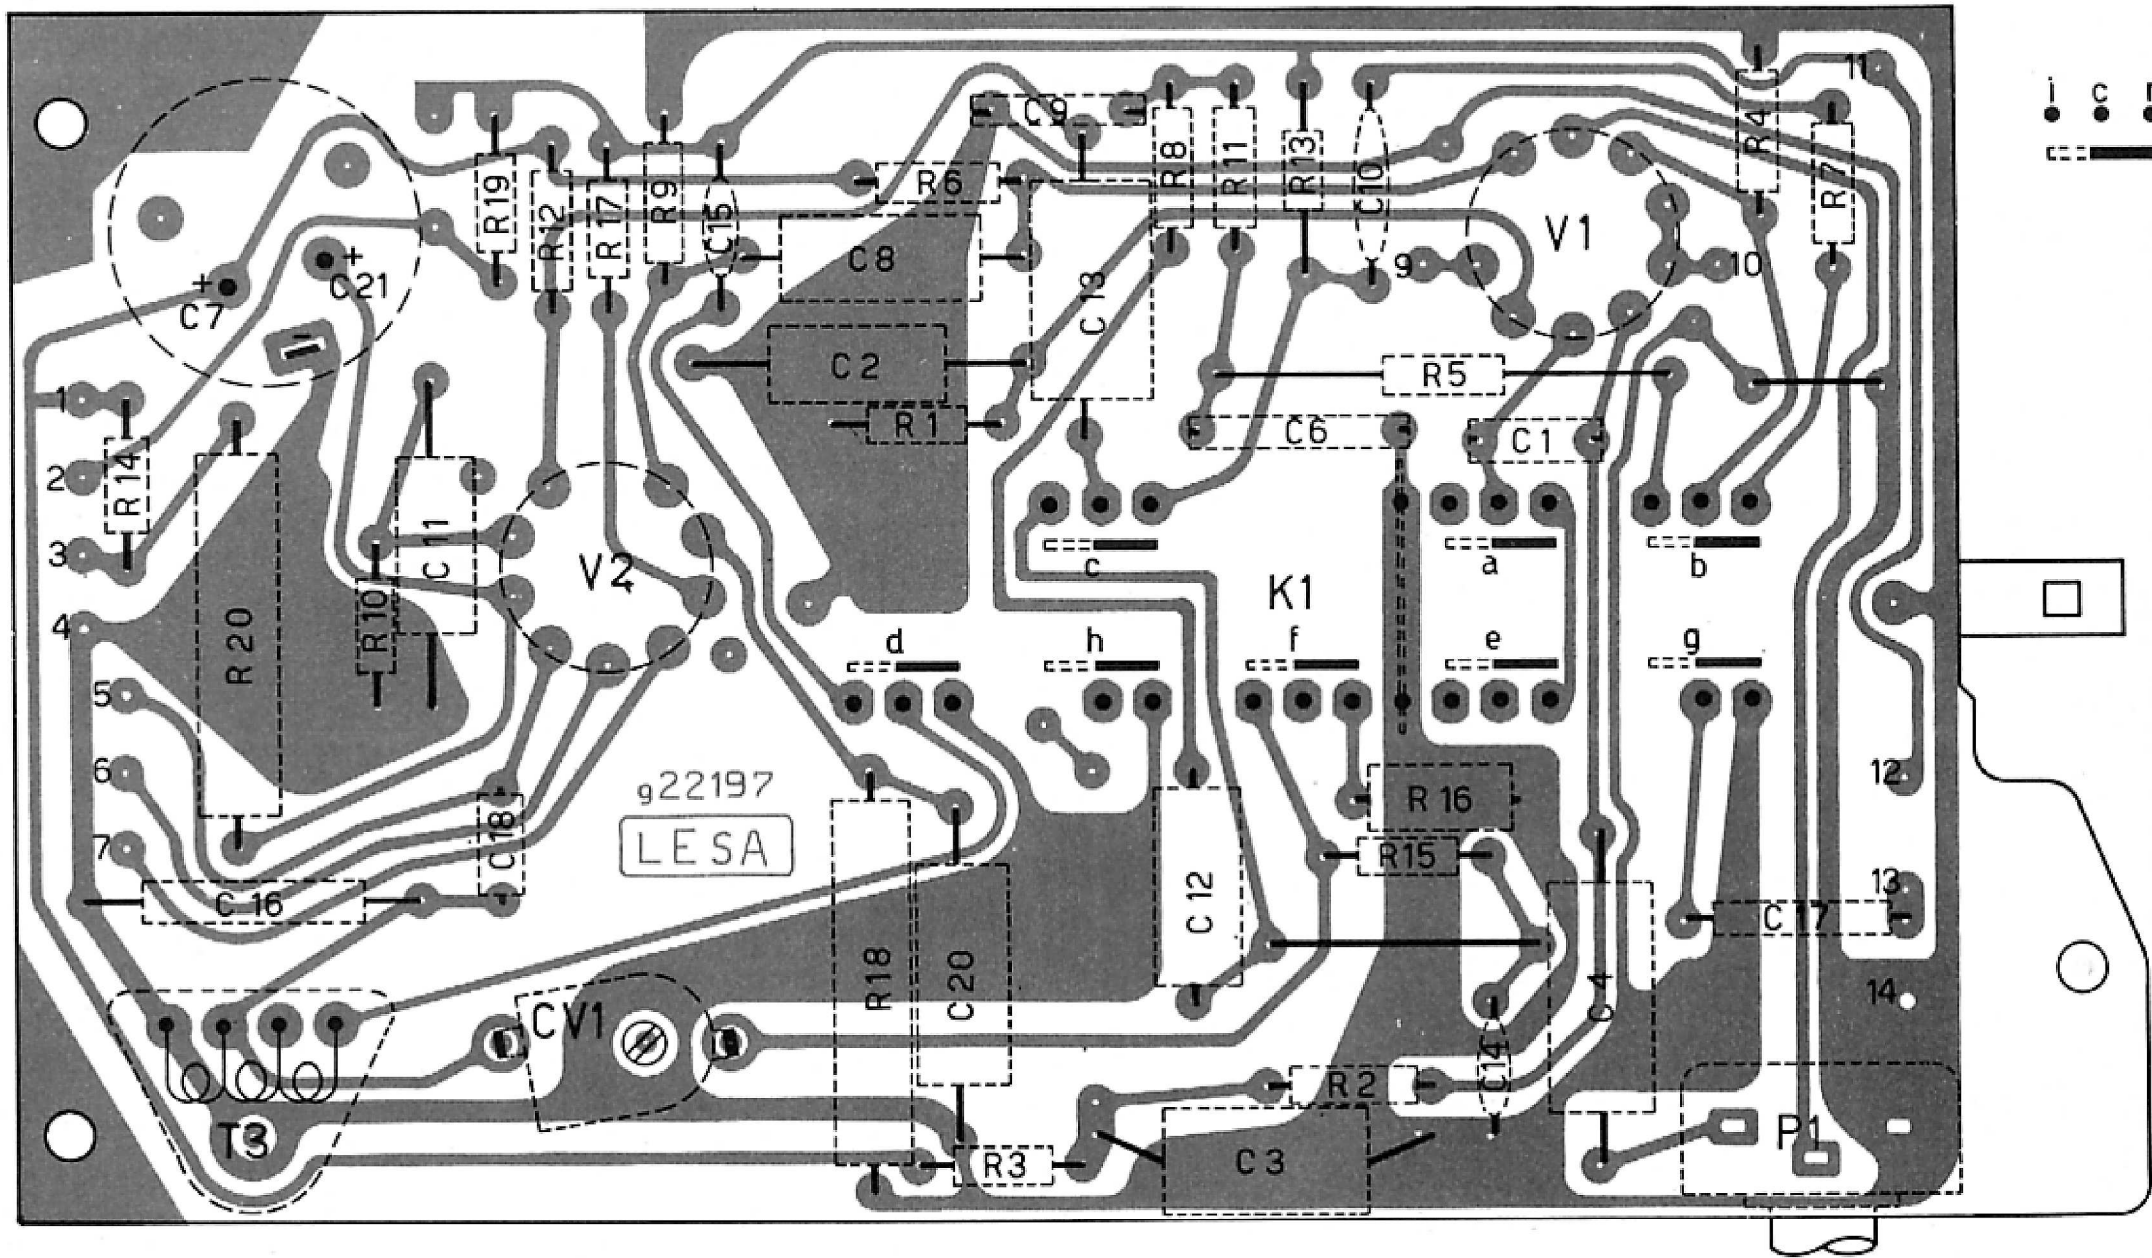 11
i c r
C9
R4
R8 R11 R13 C10
R7
R19 R12 R17 R9 C15
R6
V1
C8
9 10
+ C7
+ C21
C13
C2
R5
1
R1
C6
C1
2
R14
3
C11
V2
c
a
b
4
R20
R10
K1
d
h
f
e
g
5
6
g22197
LESA
7
C18
R16
12
R15
C16
C12
13
C17
R18
C20
C4
14
CV1
C14
R2
T3
R3
C3
P1